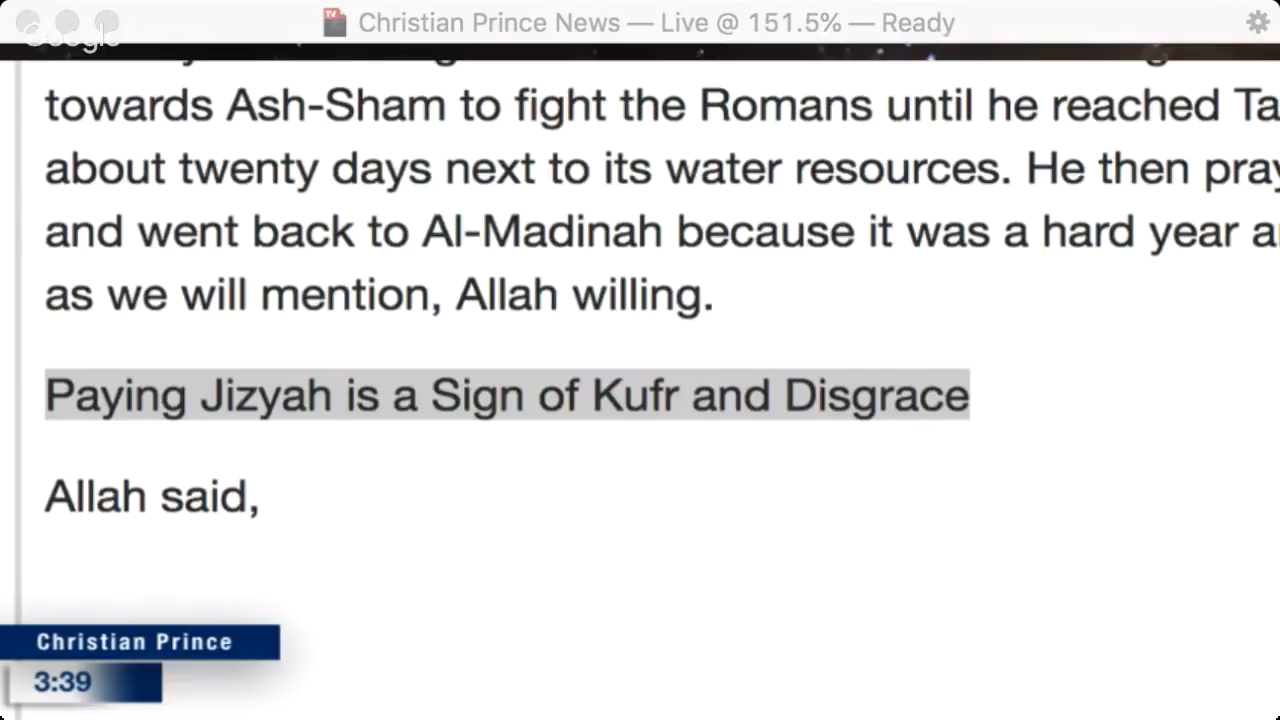 Christian Prince News — Live @ 151.5% — Ready
Google
towards Ash-Sham to fight the Romans until he reached Ta
about twenty days next to its water resources. He then pray
and went back to Al-Madinah because it was a hard year a
as we will mention, Allah willing.
Paying Jizyah is a Sign of Kufr and Disgrace
Allah said,
Christian Prince
3:39